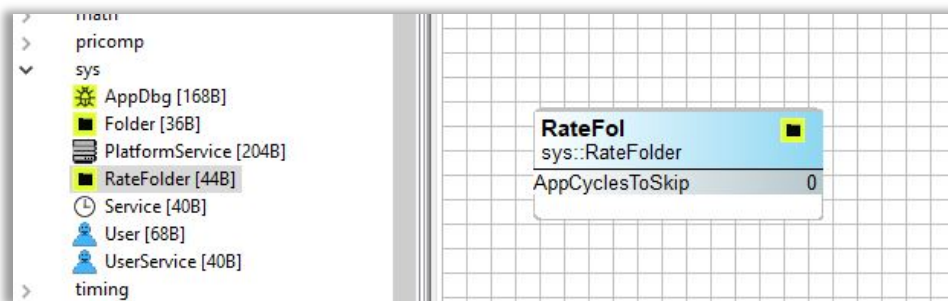 math
pricomp
sys
AppDbg [168B]
Folder [36B]
PlatformService [204B]
RateFolder [44B]
Service [40B]
User [68B]
UserService [40B]
timing
RateFol
sys::RateFolder
AppCyclesToSkip 0